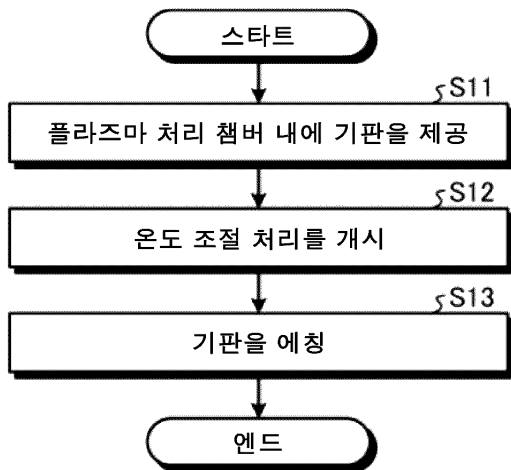 스타트
S11
플라즈마 처리 챔버 내에 기판을 제공
S12
온도 조절 처리를 개시
S13
기판을 에칭
엔드